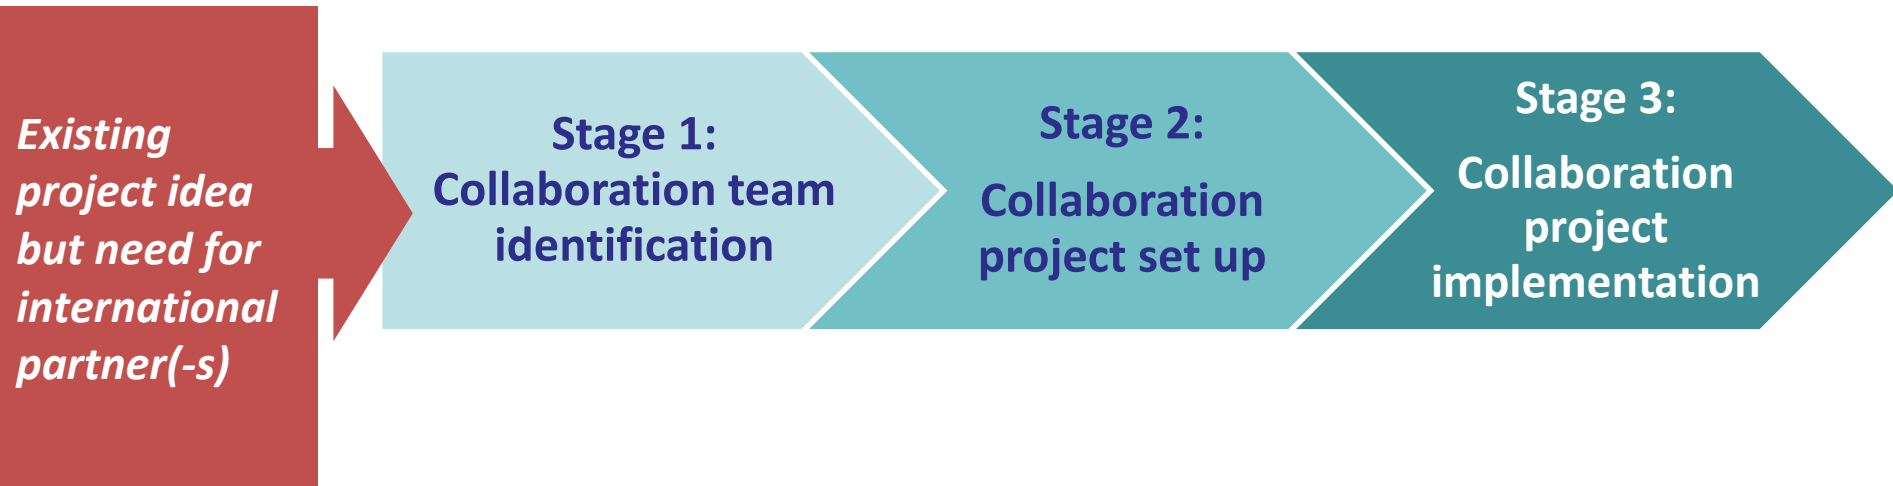 Existing
project idea
but need for
international
partner(-s)
Stage 1:
Collaboration team
identification
Stage 2:
Collaboration
project set up
Stage 3:
Collaboration
project
implementation